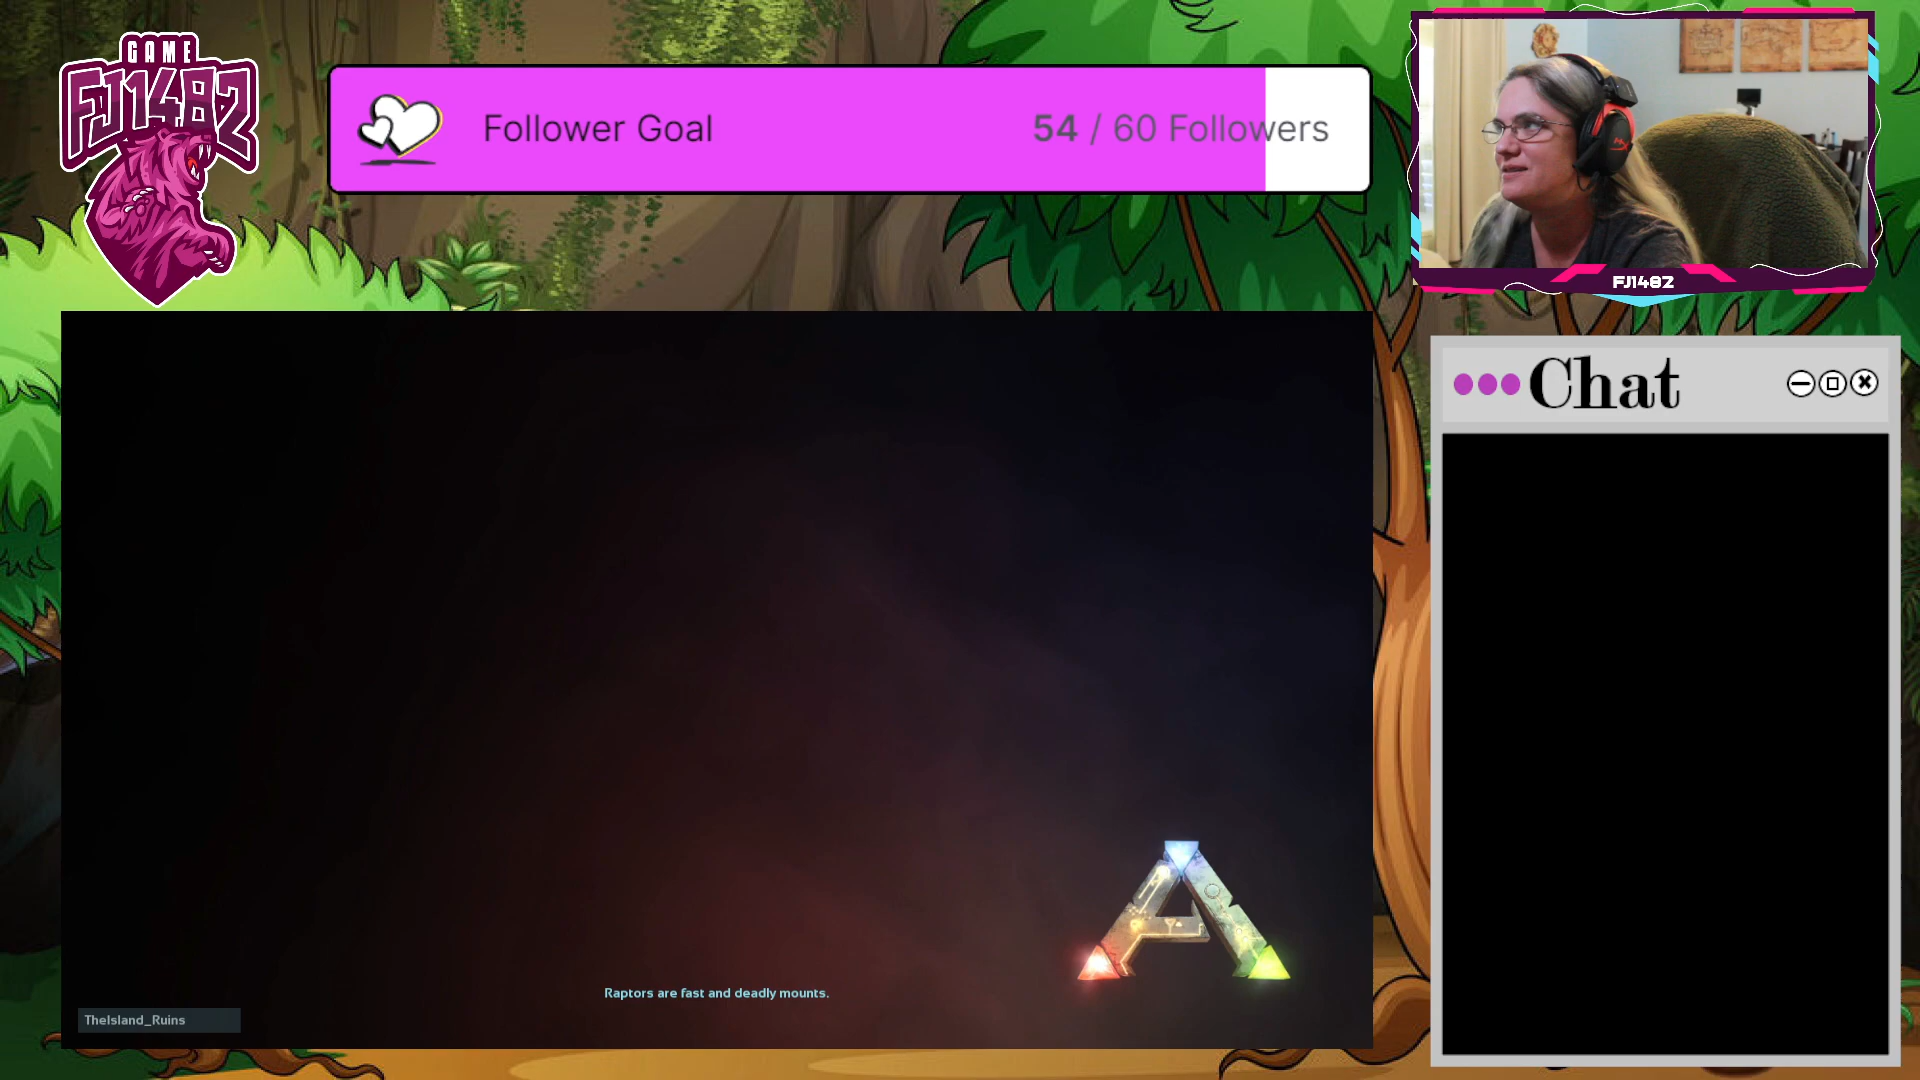 GAME
FJ1482
Follower Goal
54 / 60 Followers
FJ1482
Chat
Raptors are fast and deadly mounts.
TheIsland_Ruins